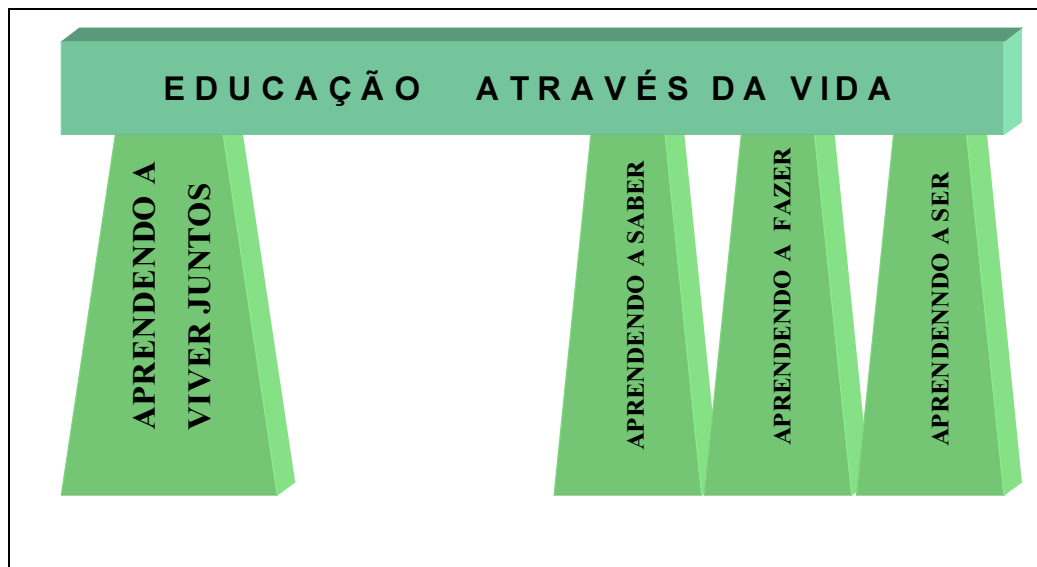 EDUCAÇÃO ATRAVÉS DA VIDA
APRENDENDO A
VIVER JUNTOS
APRENDENDO A SABER
APRENDENDO A FAZER
APRENDENNDO A SER